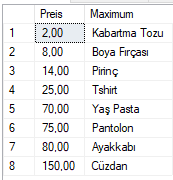 Preis Maximum
1 2,00 Kabartma Tozu
2 8,00 Boya Fırçası
3 14,00 Pirinç
4 25,00 Tshirt
5 70,00 Yaş Pasta
6 75,00 Pantolon
7 80,00 Ayakkabı
8 150,00 Cüzdan